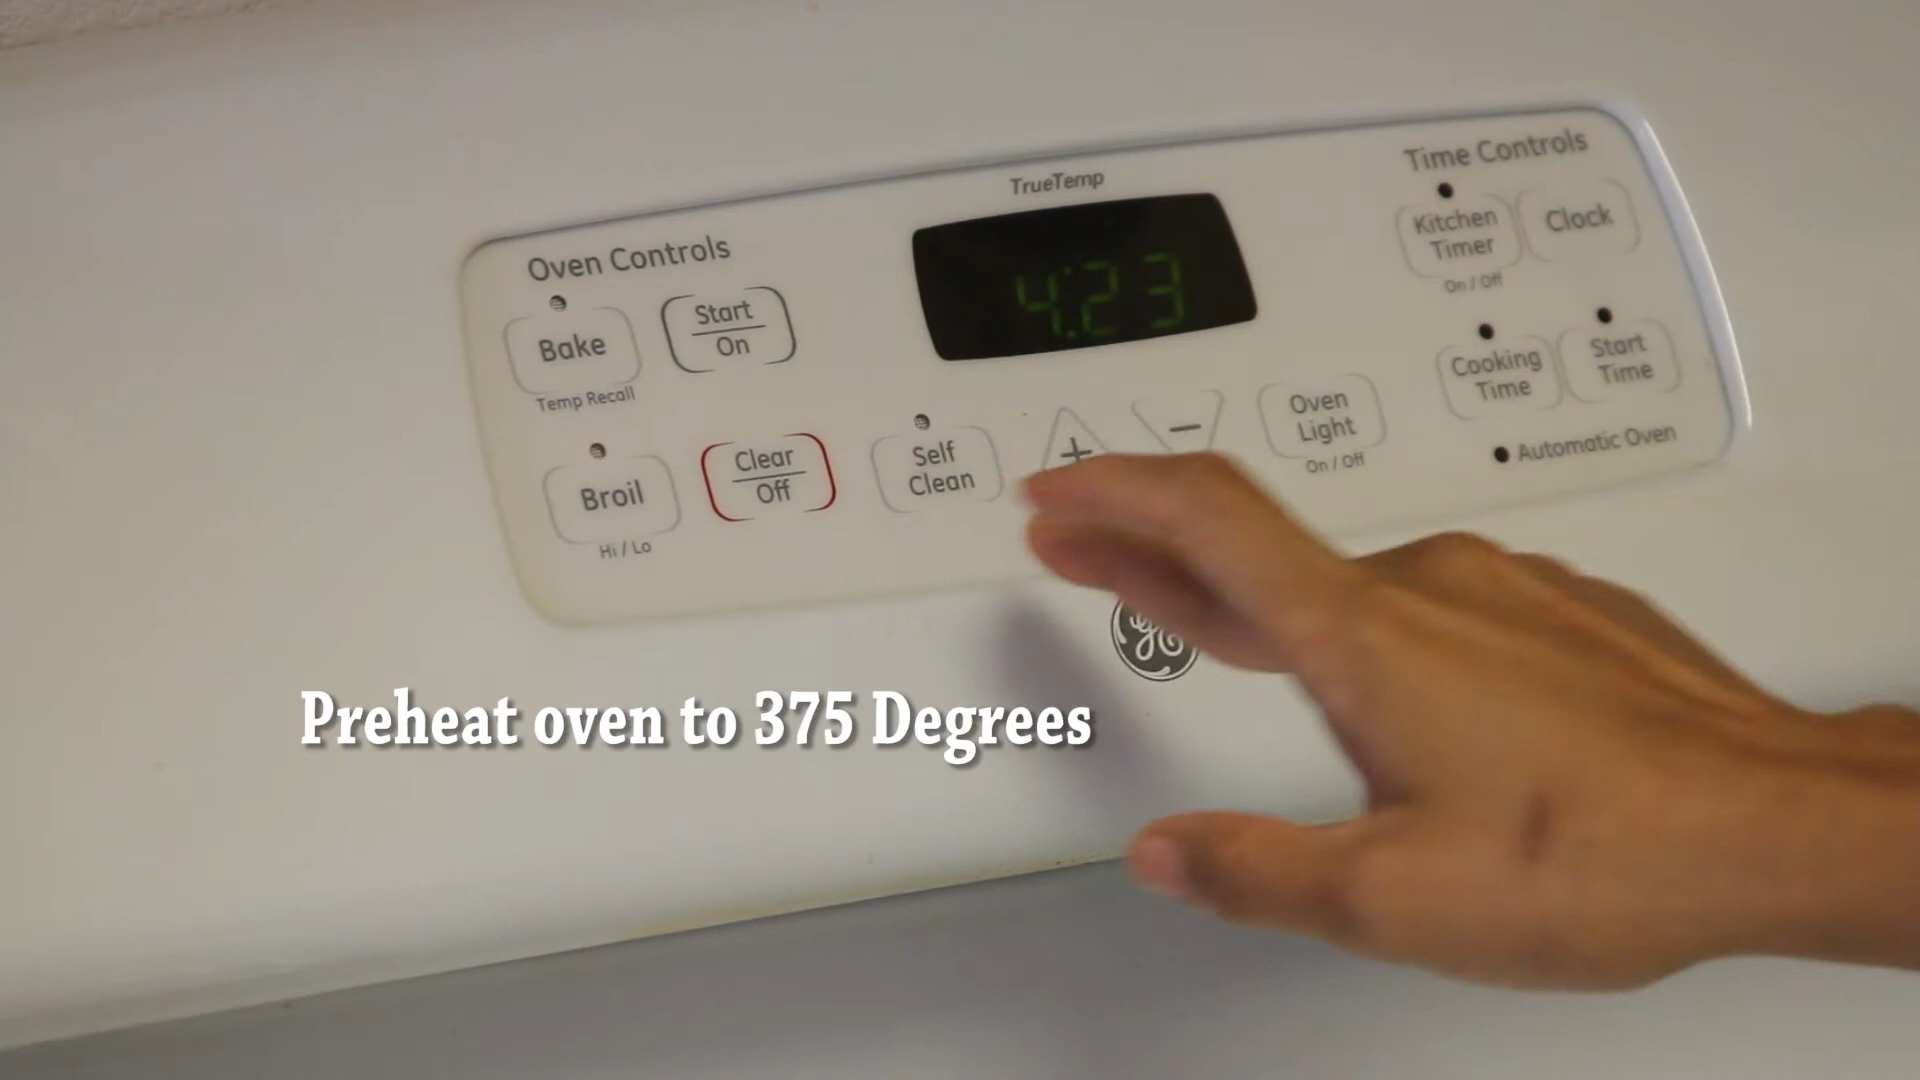 TrueTemp
Time Controls
Oven Controls
4:23
Kitchen
Timer
On / Off
Clock
Bake
Temp Recall
Start
On
Cooking
Time
Start
Time
Automatic Oven
Broil
Hi / Lo
Clear
Off
Self
Clean
+
−
Oven
Light
On / Off
GE
Preheat oven to 375 Degrees